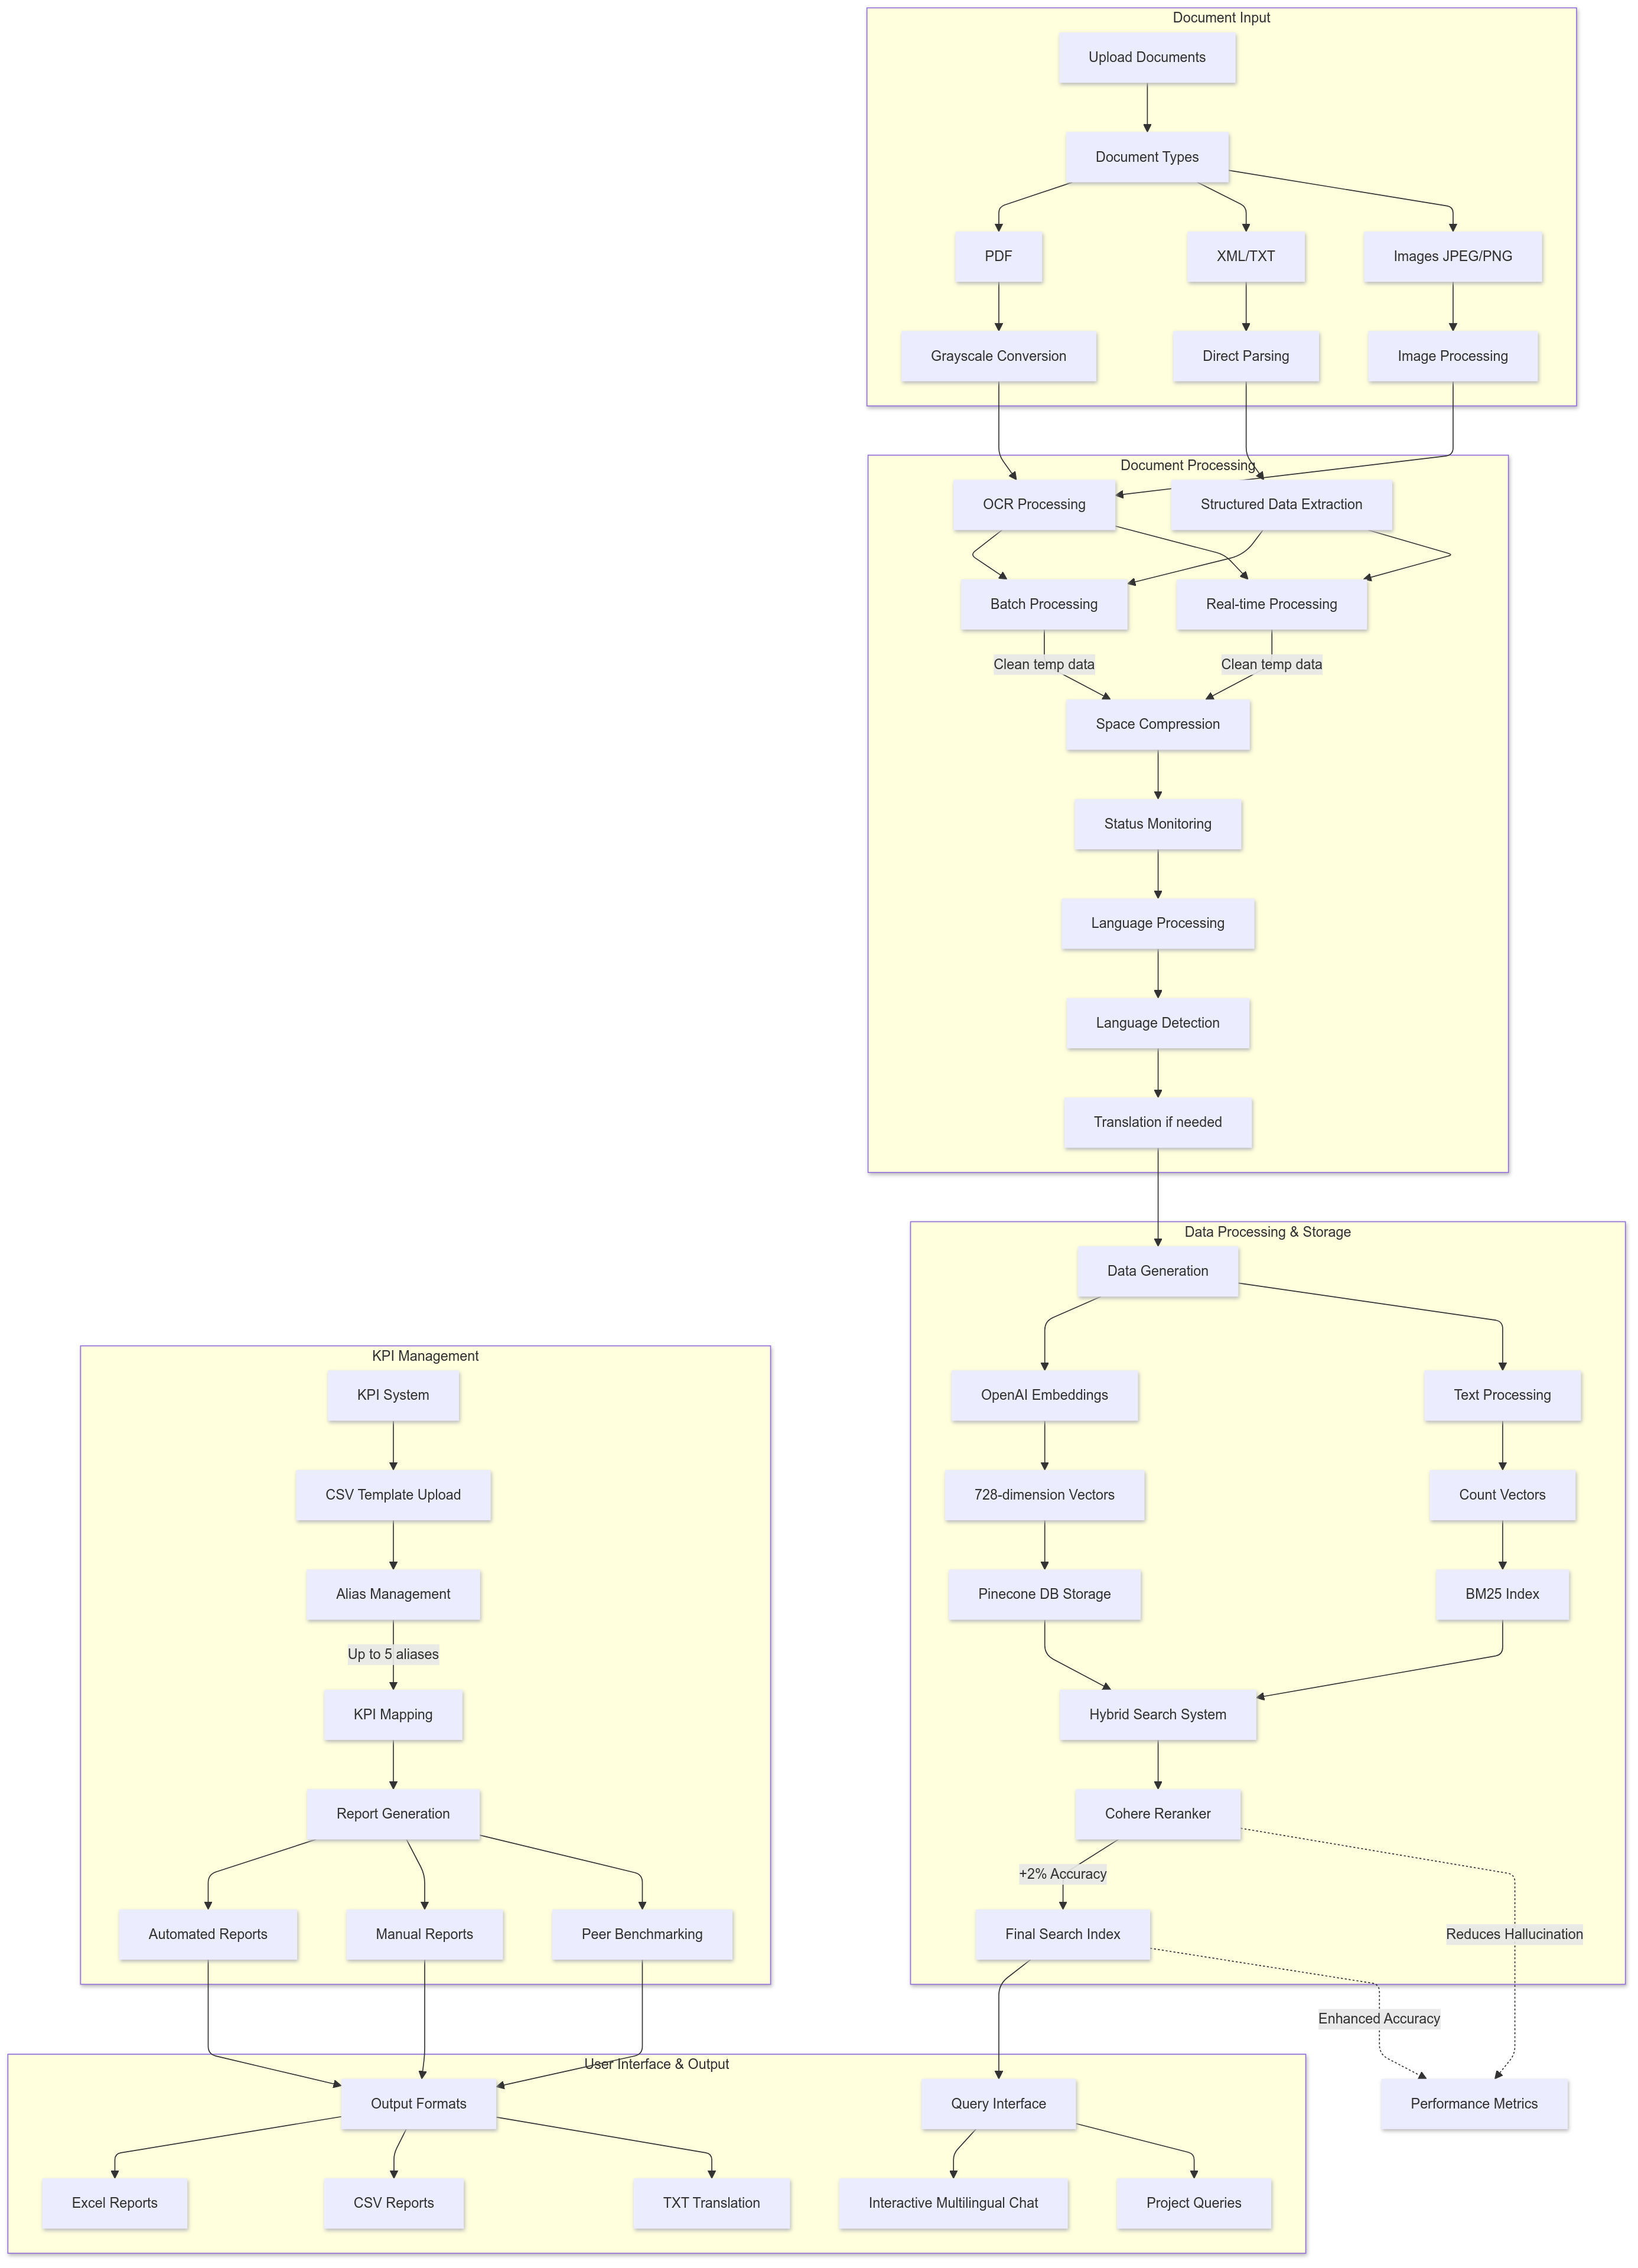 Document Input
Upload Documents
Document Types
PDF
XML/TXT
Images JPEG/PNG
Grayscale Conversion
Direct Parsing
Image Processing
Document Processing
OCR Processing
Structured Data Extraction
Batch Processing
Real-time Processing
Clean temp data
Clean temp data
Space Compression
Status Monitoring
Language Processing
Language Detection
Translation if needed
Data Processing & Storage
Data Generation
OpenAI Embeddings
Text Processing
728-dimension Vectors
Count Vectors
Pinecone DB Storage
BM25 Index
Hybrid Search System
Cohere Reranker
+2% Accuracy
Final Search Index
Reduces Hallucination
Enhanced Accuracy
Performance Metrics
KPI Management
KPI System
CSV Template Upload
Alias Management
Up to 5 aliases
KPI Mapping
Report Generation
Automated Reports
Manual Reports
Peer Benchmarking
User Interface & Output
Output Formats
Query Interface
Excel Reports
CSV Reports
TXT Translation
Interactive Multilingual Chat
Project Queries